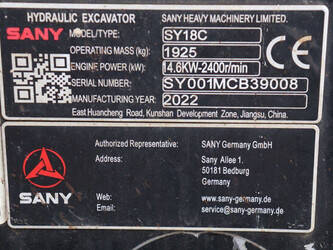 HYDRAULIC EXCAVATOR SANY HEAVY MACHINERY LIMITED.
SANY MODEL/TYPE: SY18C
OPERATING MASS(kg): 1925
ENGINE POWER (kW): 14.6KW-2400r/min
SERIAL NUMBER: SY001MCB39008
MANUFACTURING YEAR: 2022
East Huancheng Road, Kunshan Development Zone, Jiangsu, China.
Authorized Representative: SANY Germany GmbH
Address: Sany Allee 1.
50181 Bedburg
Germany
SANY
Web: www.sany-germany.de
E-mail: service@sany-germany.de